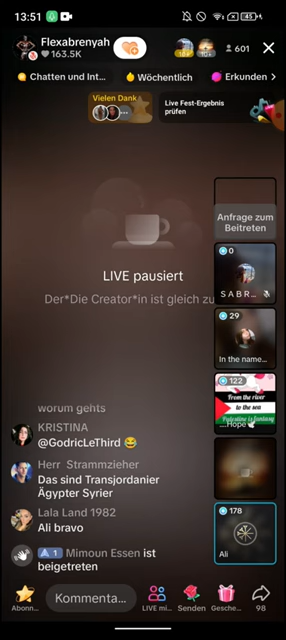 13:51
45
Flexabrenyah
163.5K
601
Chatten und Int...
Wöchentlich
Erkunden
Vielen Dank
Live Fest-Ergebnis
prüfen
Anfrage zum
Beitreten
0
S A B R...
LIVE pausiert
Der*Die Creator*in ist gleich zu
29
In the name...
122
From the river
to the sea
Palestine is fantasy
...Hope
worum gehts
KRISTINA
@GodricLeThird 😂
Herr Strammzieher
Das sind Transjordanier
Ägypter Syrier
Lala Land 1982
Ali bravo
178
Ali
1 Mimoun Essen ist
beigetreten
Abonn...
Kommenta...
LIVE mi...
Senden
Gesche...
98